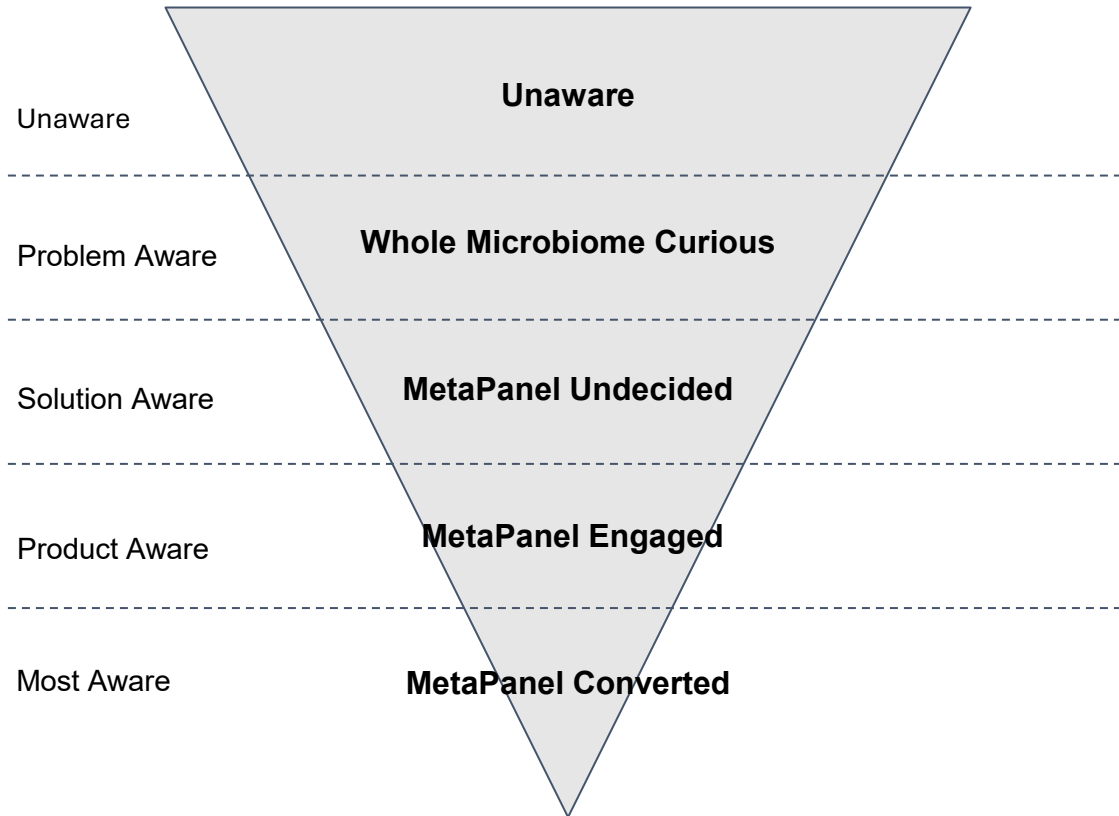 Unaware
Unaware
Problem Aware
Whole Microbiome Curious
Solution Aware
MetaPanel Undecided
Product Aware
MetaPanel Engaged
Most Aware
MetaPanel Converted